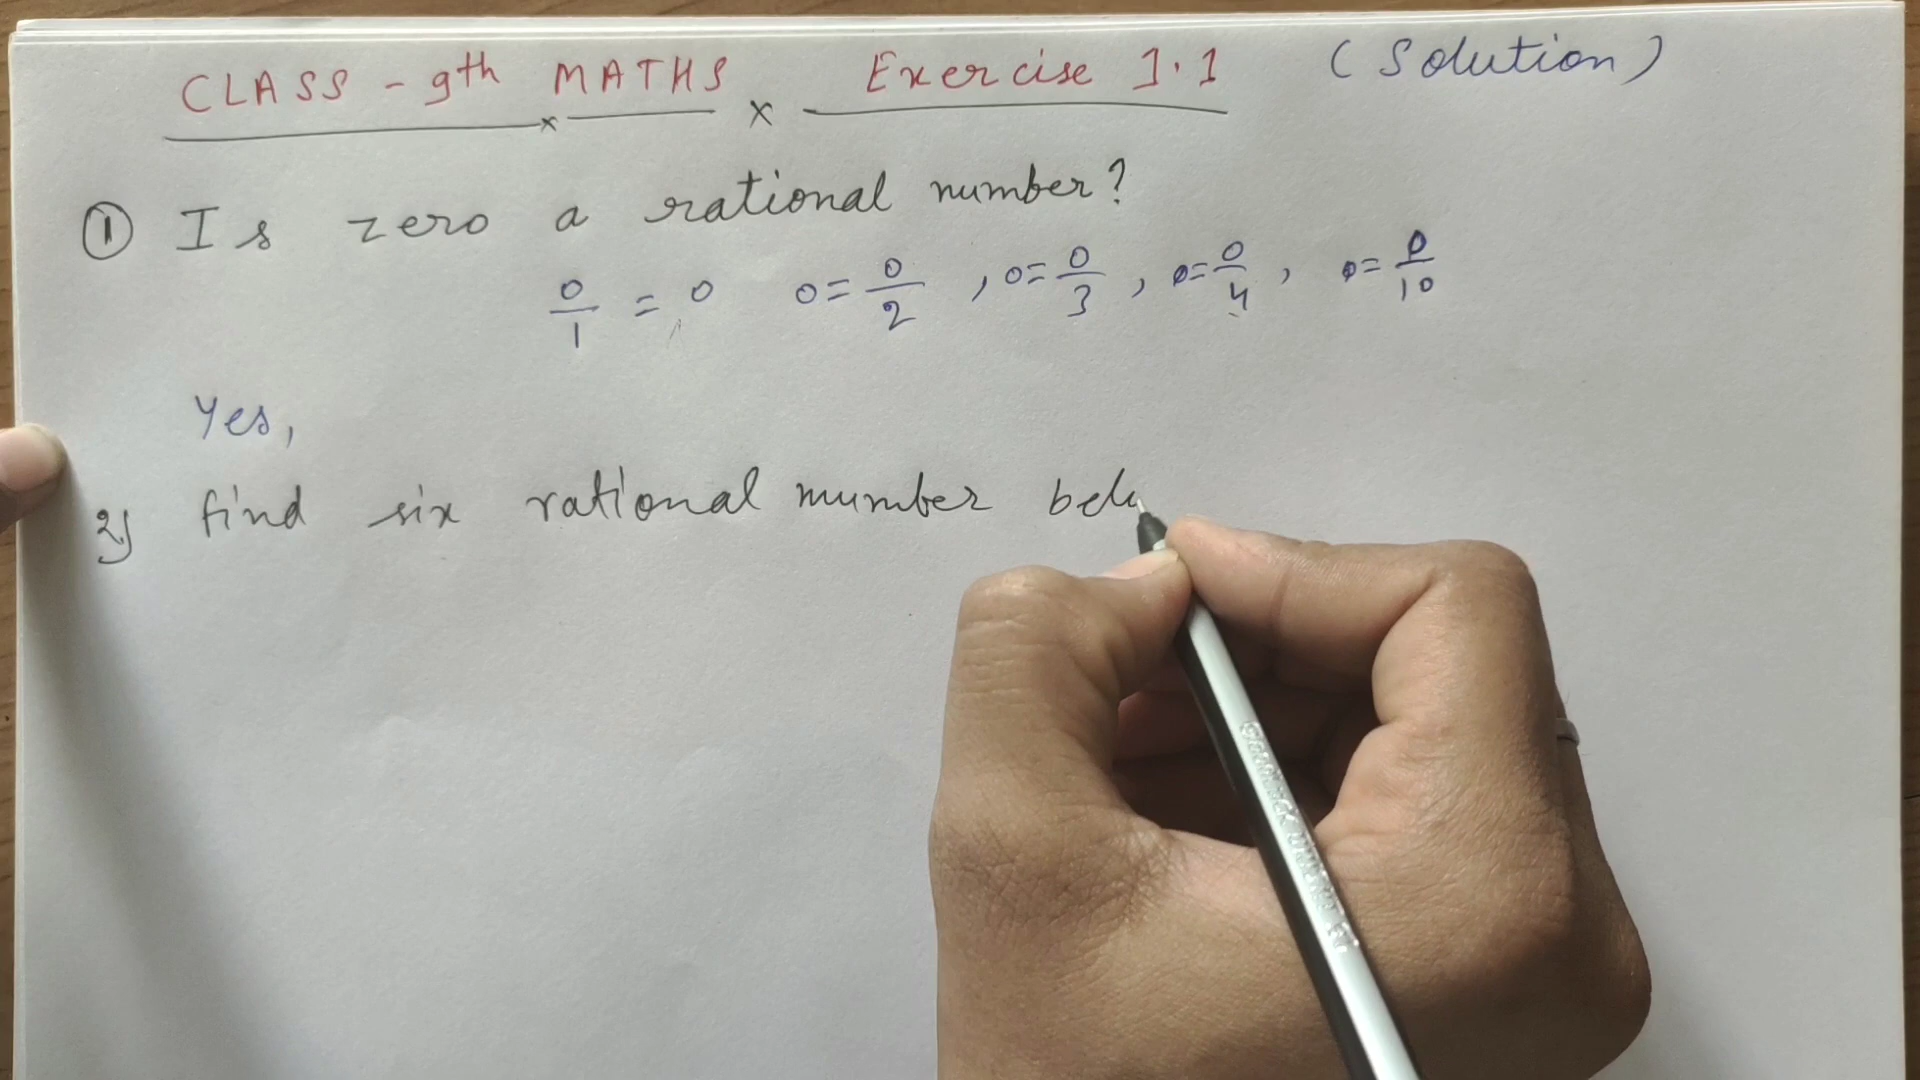 CLASS - 9th MATHS x Exercise 1.1 (Solution)
① Is zero a rational number?
0/1 = 0 0 = 0/2 , 0 = 0/3 , 0 = 0/4 , 0 = 0/10
Yes,
2) find six rational number